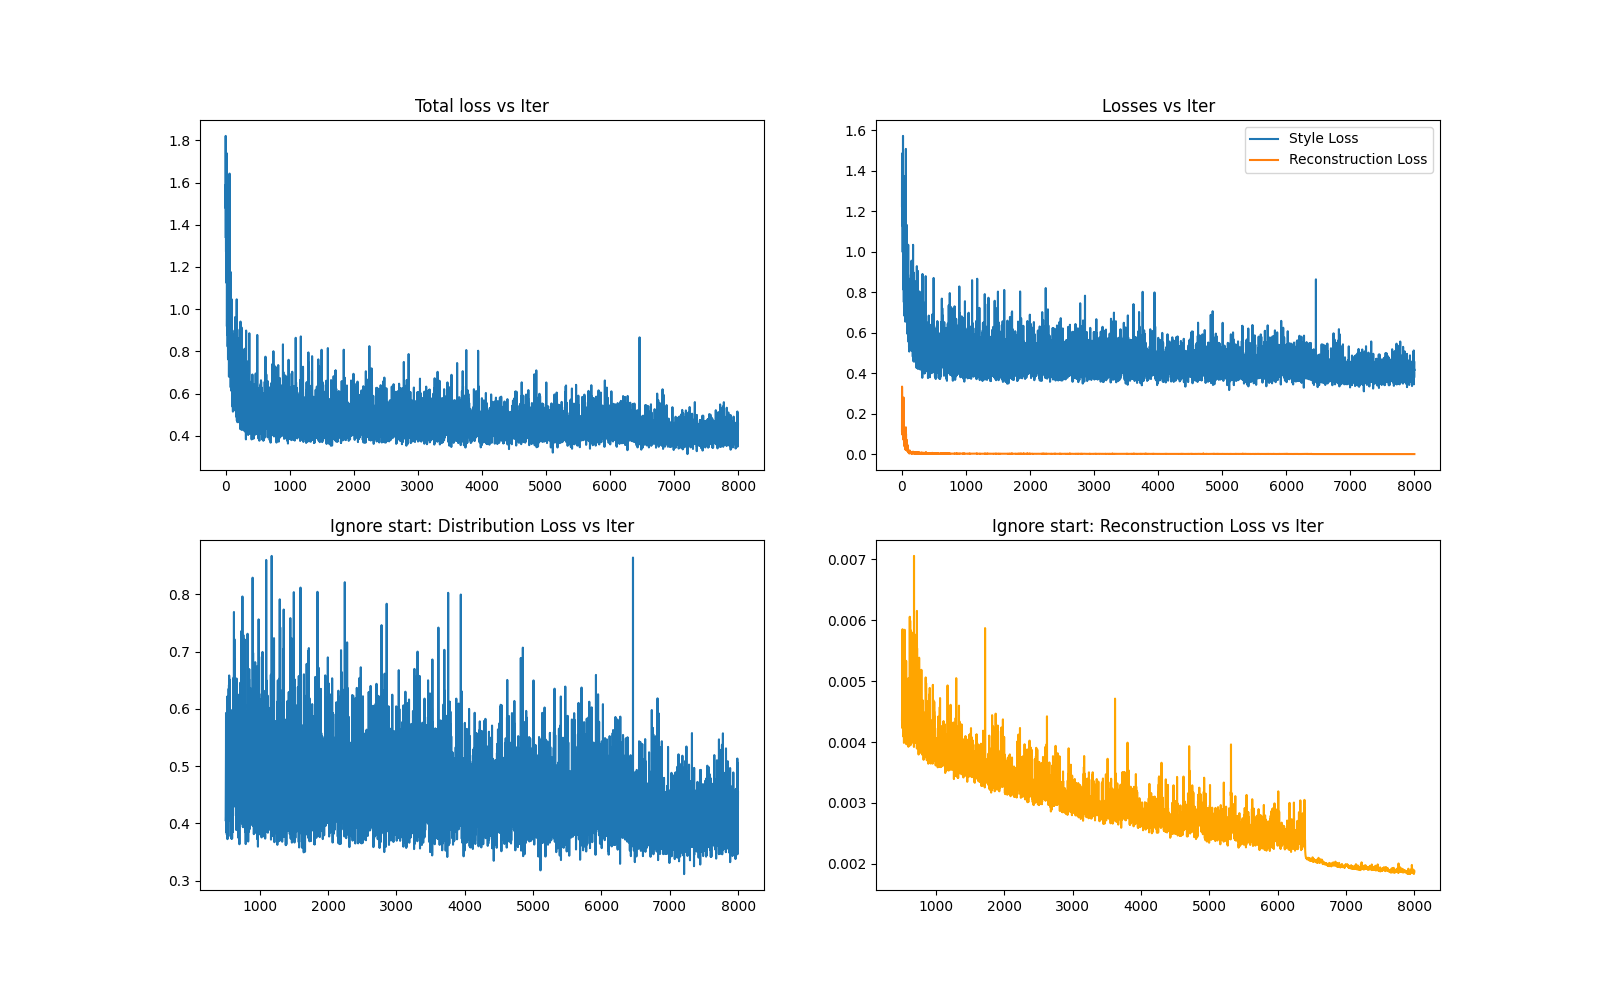 Total loss vs Iter
1.8
1.6
1.4
1.2
1.0
0.8
0.6
0.4
0 1000 2000 3000 4000 5000 6000 7000 8000
Losses vs Iter
Style Loss
Reconstruction Loss
1.6
1.4
1.2
1.0
0.8
0.6
0.4
0.2
0.0
0 1000 2000 3000 4000 5000 6000 7000 8000
Ignore start: Distribution Loss vs Iter
0.8
0.7
0.6
0.5
0.4
0.3
1000 2000 3000 4000 5000 6000 7000 8000
Ignore start: Reconstruction Loss vs Iter
0.007
0.006
0.005
0.004
0.003
0.002
1000 2000 3000 4000 5000 6000 7000 8000